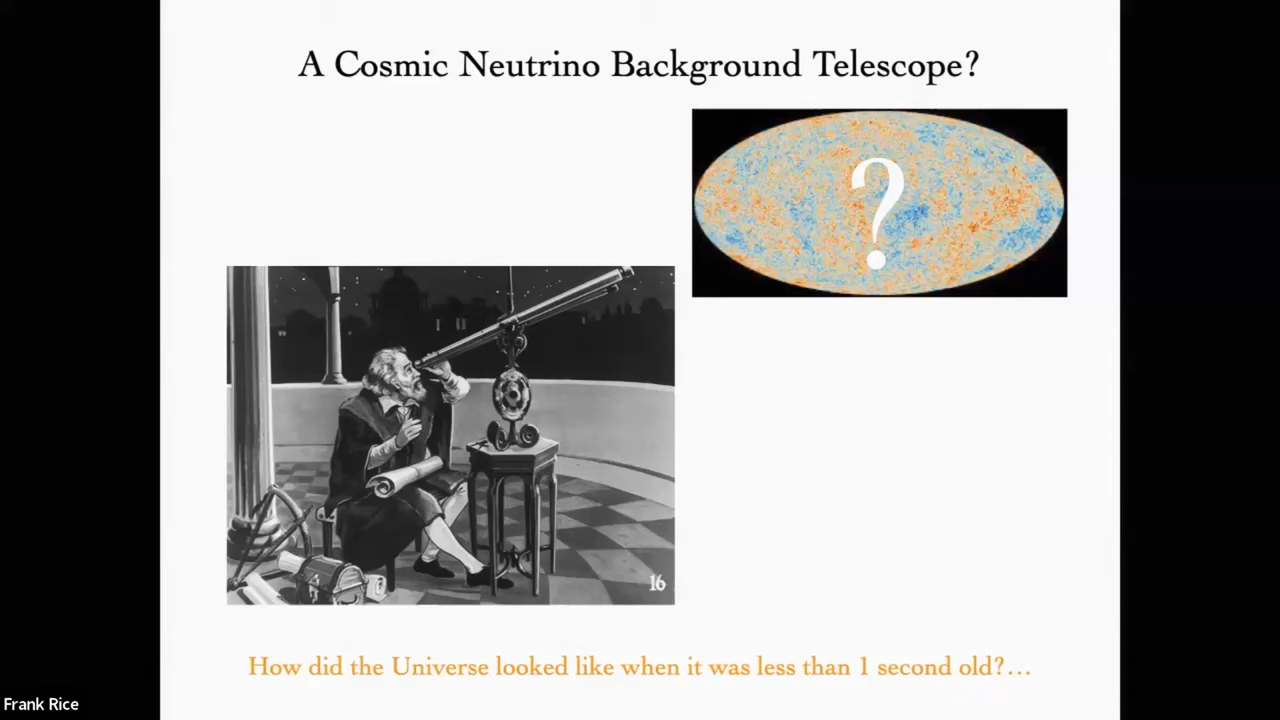 A Cosmic Neutrino Background Telescope?
?
16
How did the Universe looked like when it was less than 1 second old?...
Frank Rice